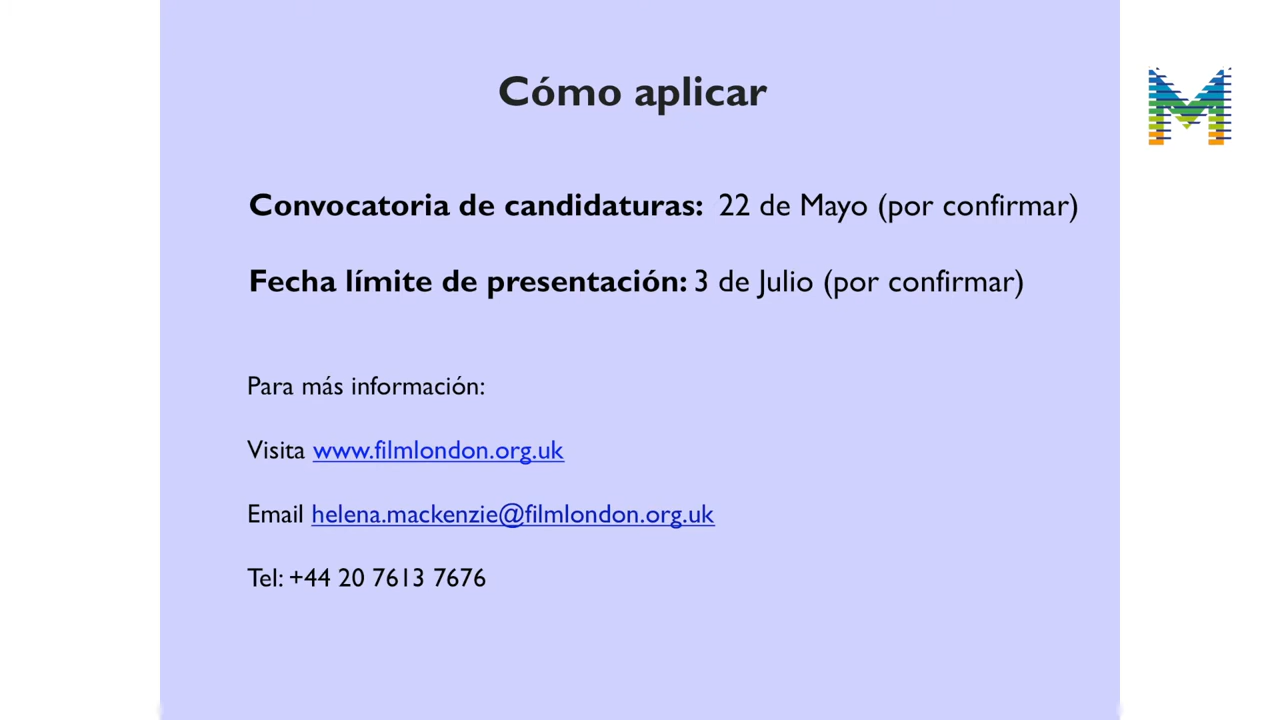 Cómo aplicar
Convocatoria de candidaturas: 22 de Mayo (por confirmar)
Fecha límite de presentación: 3 de Julio (por confirmar)
Para más información:
Visita www.filmlondon.org.uk
Email helena.mackenzie@filmlondon.org.uk
Tel: +44 20 7613 7676